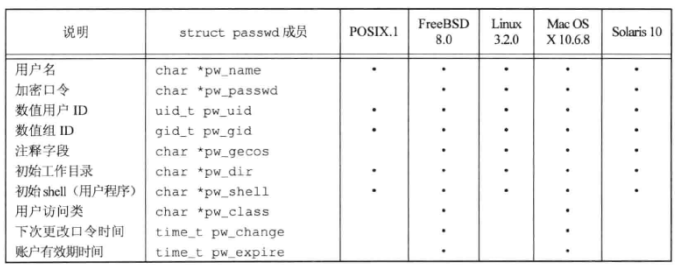 说明 struct passwd 成员 POSIX.1 FreeBSD 8.0 Linux 3.2.0 Mac OS X 10.6.8 Solaris 10
用户名 char *pw_name • • • • •
加密口令 char *pw_passwd • • • •
数值用户 ID uid_t pw_uid • • • • •
数值组 ID gid_t pw_gid • • • • •
注释字段 char *pw_gecos • • • •
初始工作目录 char *pw_dir • • • • •
初始 shell（用户程序） char *pw_shell • • • • •
用户访问类 char *pw_class • •
下次更改口令时间 time_t pw_change • •
账户有效期时间 time_t pw_expire • •